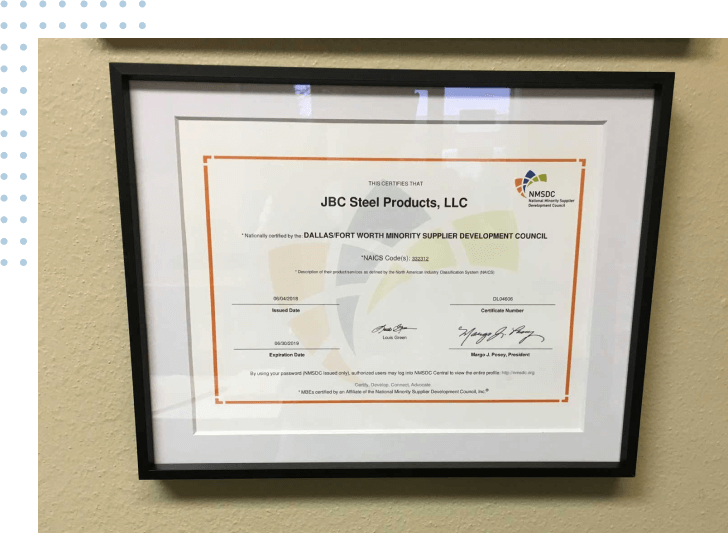 THIS CERTIFIES THAT
NMSDC
National Minority Supplier
Development Council
JBC Steel Products, LLC
* Nationally certified by the: DALLAS/FORT WORTH MINORITY SUPPLIER DEVELOPMENT COUNCIL
*NAICS Code(s): 332312
* Description of their product/services as defined by the North American Industry Classification System (NAICS)
DL04608
Issued Date
Certificate Number
Louis Green
06/30/2019
Expiration Date
Margo J. Posey, President
By using your password (NMSDC issued only), authorized users may log into NMSDC Central to view the entire profile: http://nmsdc.org
Certify, Develop, Connect, Advocate.
* MBEs certified by an Affiliate of the National Minority Supplier Development Council, Inc.®